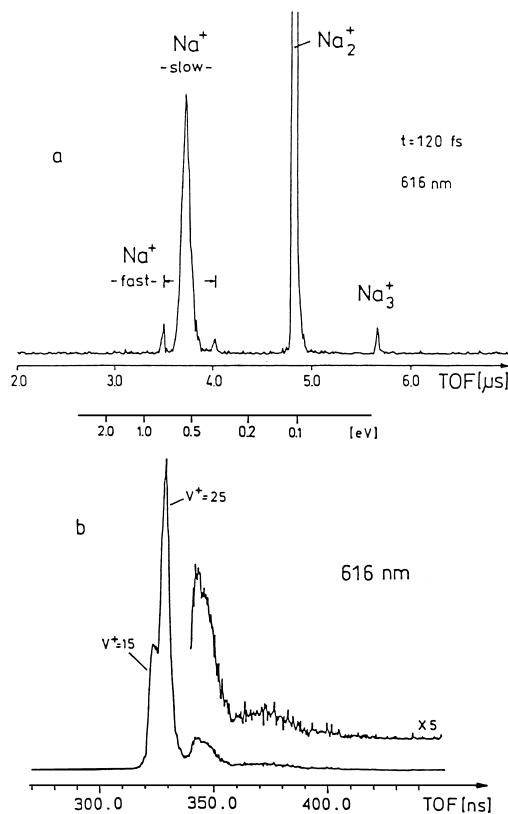 Na⁺
-slow-
Na₂⁺
a
t=120 fs
616 nm
Na⁺
-fast-
Na₃⁺
2.0 3.0 4.0 5.0 6.0 TOF[µs]
2.0 1.0 0.5 0.2 0.1 [eV]
b
V⁺=25
616 nm
V⁺=15
X5
300.0 350.0 400.0 TOF[ns]